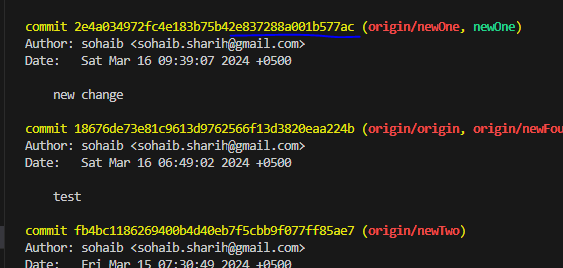 commit 2e4a034972fc4e183b75b42e837288a001b577ac (origin/newOne, newOne)
Author: sohaib <sohaib.sharih@gmail.com>
Date:   Sat Mar 16 09:39:07 2024 +0500
new change
commit 18676de73e81c9613d9762566f13d3820eaa224b (origin/origin, origin/newFou
Author: sohaib <sohaib.sharih@gmail.com>
Date:   Sat Mar 16 06:49:02 2024 +0500
test
commit fb4bc1186269400b4d40eb7f5cbb9f077ff85ae7 (origin/newTwo)
Author: sohaib <sohaib.sharih@gmail.com>
Date:   Fri Mar 15 07:30:49 2024 +0500